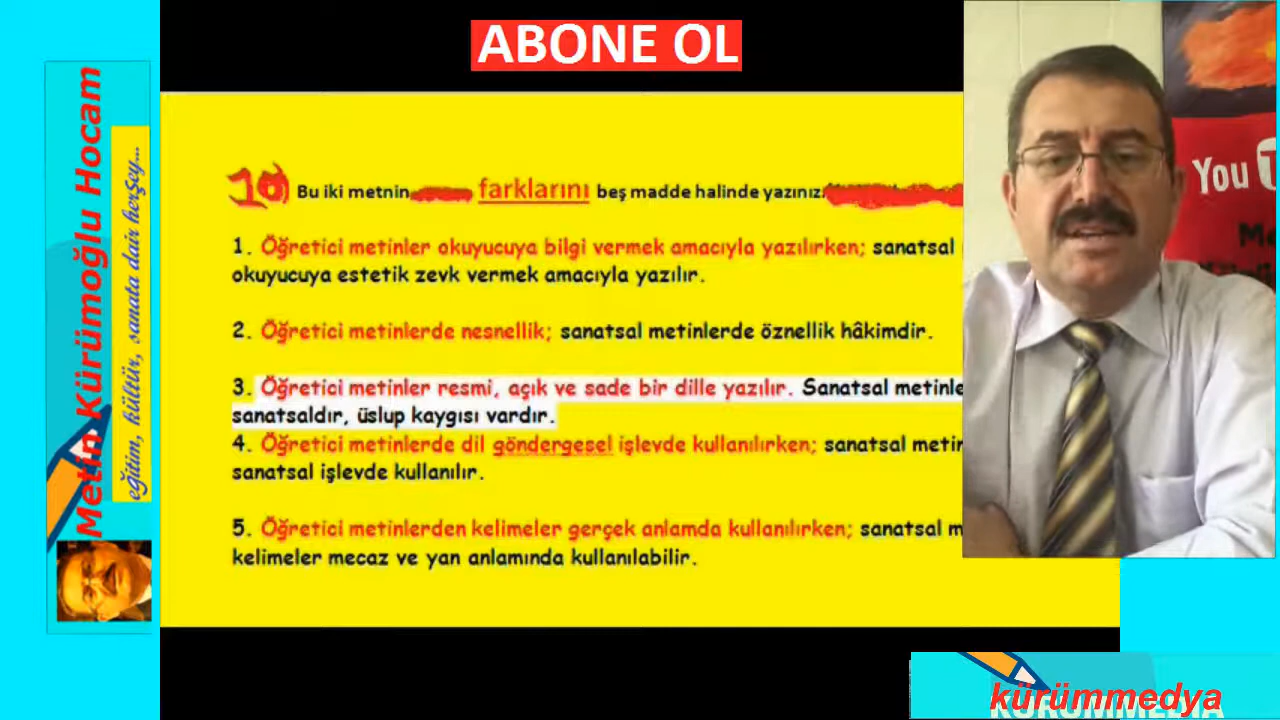 ABONE OL
Metin Kürümoğlu Hocam
eğitim, kültür, sanata dair herşey...
10) Bu iki metnin farklarını beş madde halinde yazınız.
1. Öğretici metinler okuyucuya bilgi vermek amacıyla yazılırken; sanatsal
okuyucuya estetik zevk vermek amacıyla yazılır.
2. Öğretici metinlerde nesnellik; sanatsal metinlerde öznellik hâkimdir.
3. Öğretici metinler resmi, açık ve sade bir dille yazılır. Sanatsal metinle
sanatsaldır, üslup kaygısı vardır.
4. Öğretici metinlerde dil göndergesel işlevde kullanılırken; sanatsal metin
sanatsal işlevde kullanılır.
5. Öğretici metinlerden kelimeler gerçek anlamda kullanılırken; sanatsal m
kelimeler mecaz ve yan anlamında kullanılabilir.
You T
kürümmedya
KÜRÜMMEDYA